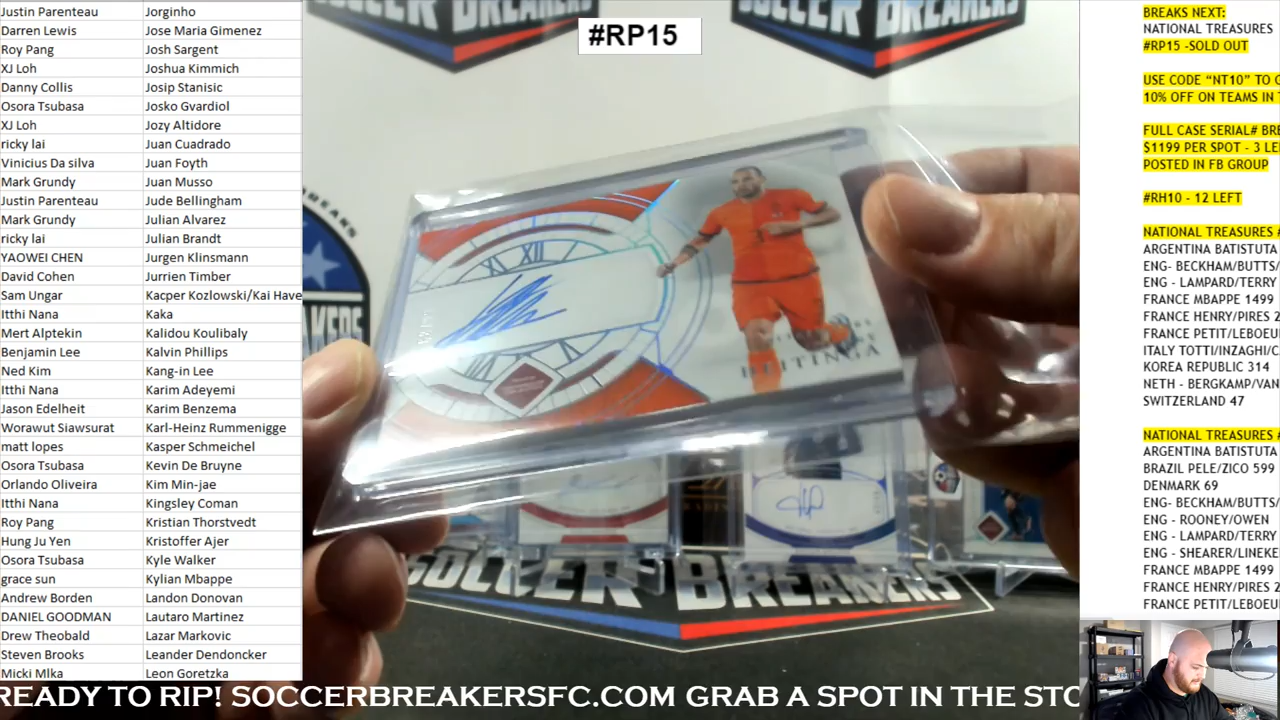 Justin Parenteau Jorginho
Darren Lewis Jose Maria Gimenez
Roy Pang Josh Sargent
XJ Loh Joshua Kimmich
Danny Collis Josip Stanisic
Osora Tsubasa Josko Gvardiol
XJ Loh Jozy Altidore
ricky lai Juan Cuadrado
Vinicius Da silva Juan Foyth
Mark Grundy Juan Musso
Justin Parenteau Jude Bellingham
Mark Grundy Julian Alvarez
ricky lai Julian Brandt
YAOWEI CHEN Jurgen Klinsmann
David Cohen Jurrien Timber
Sam Ungar Kacper Kozlowski/Kai Have
Itthi Nana Kaka
Mert Alptekin Kalidou Koulibaly
Benjamin Lee Kalvin Phillips
Ned Kim Kang-in Lee
Itthi Nana Karim Adeyemi
Jason Edelheit Karim Benzema
Worawut Siawsurat Karl-Heinz Rummenigge
matt lopes Kasper Schmeichel
Osora Tsubasa Kevin De Bruyne
Orlando Oliveira Kim Min-jae
Itthi Nana Kingsley Coman
Roy Pang Kristian Thorstvedt
Hung Ju Yen Kristoffer Ajer
Osora Tsubasa Kyle Walker
grace sun Kylian Mbappe
Andrew Borden Landon Donovan
DANIEL GOODMAN Lautaro Martinez
Drew Theobald Lazar Markovic
Steven Brooks Leander Dendoncker
Micki Mlka Leon Goretzka
#RP15
SOCCER BREAKERS
SOCCER BREAKERS
XII
HEITINGA
SOCCER BREAKERS
BREAKS NEXT:
NATIONAL TREASURES
#RP15 -SOLD OUT
USE CODE “NT10” TO
10% OFF ON TEAMS IN
FULL CASE SERIAL# BRE
$1199 PER SPOT - 3 LE
POSTED IN FB GROUP
#RH10 - 12 LEFT
NATIONAL TREASURES #
ARGENTINA BATISTUTA
ENG- BECKHAM/BUTTS/
ENG - LAMPARD/TERRY
FRANCE MBAPPE 1499
FRANCE HENRY/PIRES 2
FRANCE PETIT/LEBOEU
ITALY TOTTI/INZAGHI/C
KOREA REPUBLIC 314
NETH - BERGKAMP/VAN
SWITZERLAND 47
NATIONAL TREASURES #
ARGENTINA BATISTUTA
BRAZIL PELE/ZICO 599
DENMARK 69
ENG- BECKHAM/BUTTS/
ENG - ROONEY/OWEN
ENG - LAMPARD/TERRY
ENG - SHEARER/LINEKE
FRANCE MBAPPE 1499
FRANCE HENRY/PIRES 2
FRANCE PETIT/LEBOEU
READY TO RIP! SOCCERBREAKERSFC.COM GRAB A SPOT IN THE STO